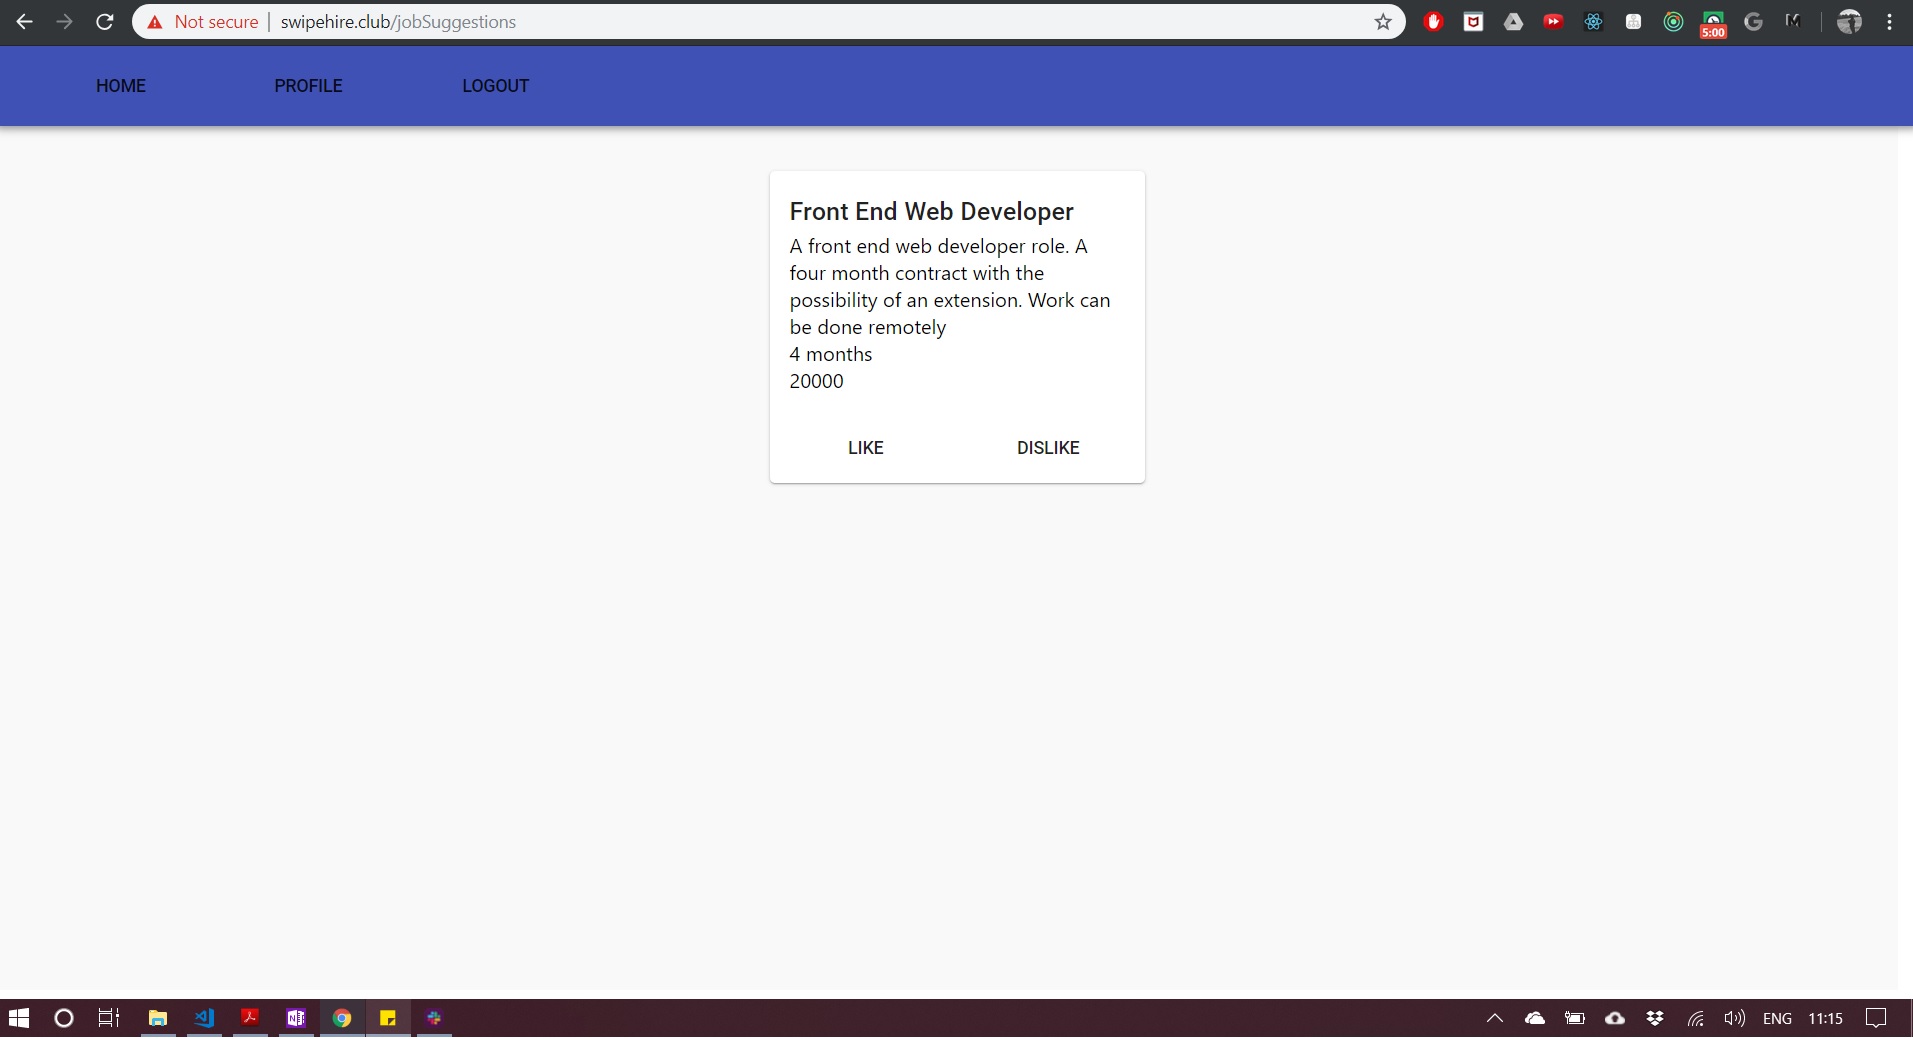 Not secure | swipehire.club/jobSuggestions
5:00
HOME PROFILE LOGOUT
Front End Web Developer
A front end web developer role. A
four month contract with the
possibility of an extension. Work can
be done remotely
4 months
20000
LIKE DISLIKE
ENG 11:15